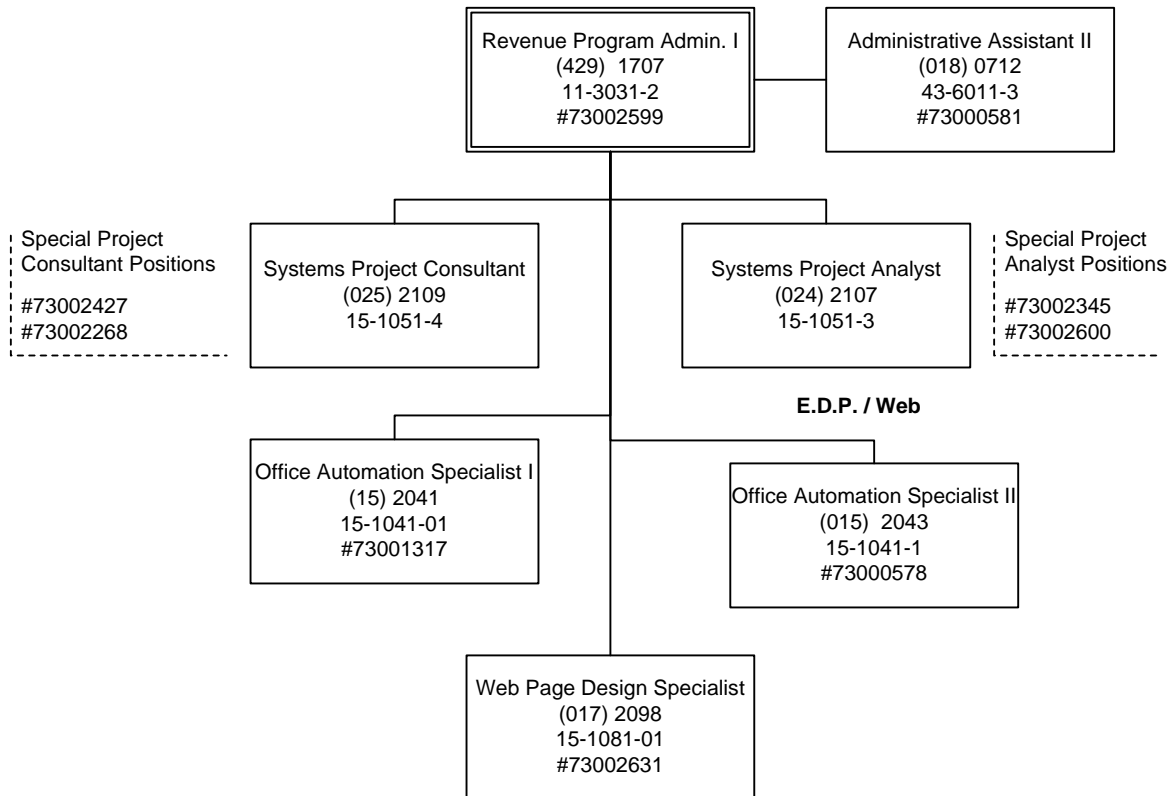 Revenue Program Admin. I
(429) 1707
11-3031-2
#73002599
Administrative Assistant II
(018) 0712
43-6011-3
#73000581
Special Project
Consultant Positions
#73002427
#73002268
Systems Project Consultant
(025) 2109
15-1051-4
Systems Project Analyst
(024) 2107
15-1051-3
Special Project
Analyst Positions
#73002345
#73002600
E.D.P. / Web
Office Automation Specialist I
(15) 2041
15-1041-01
#73001317
Office Automation Specialist II
(015) 2043
15-1041-1
#73000578
Web Page Design Specialist
(017) 2098
15-1081-01
#73002631